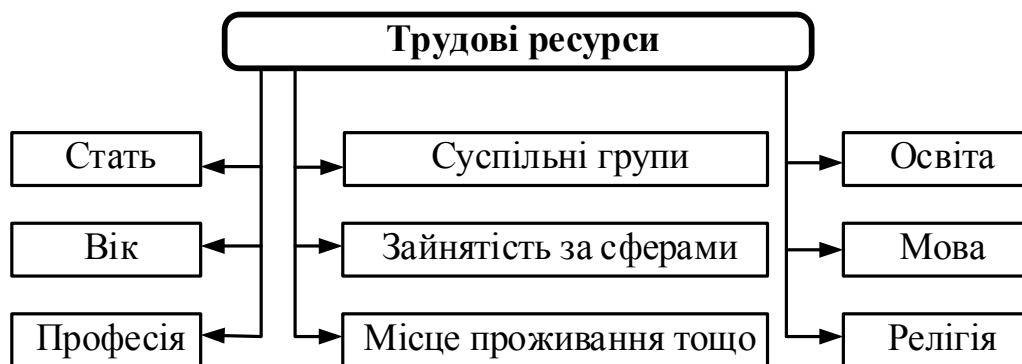 Трудові ресурси
Стать
Суспільні групи
Освіта
Вік
Зайнятість за сферами
Мова
Професія
Місце проживання тощо
Релігія